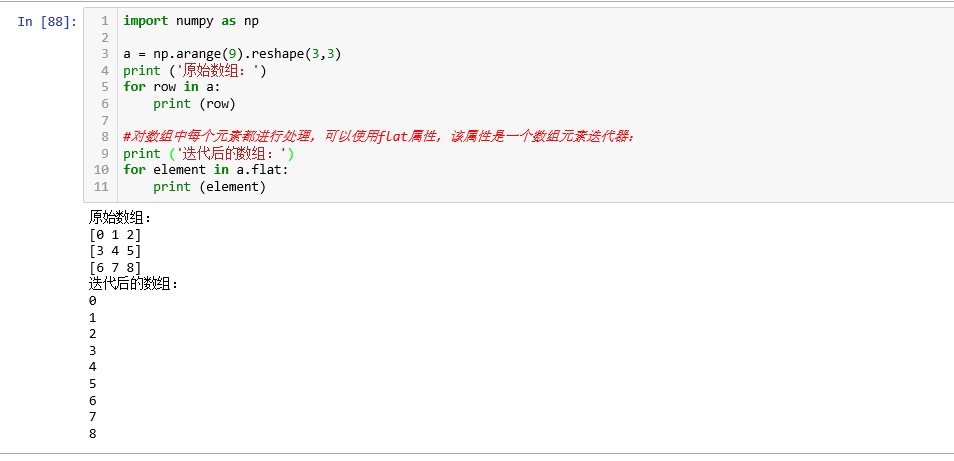 In [88]:
1 import numpy as np
2
3 a = np.arange(9).reshape(3,3)
4 print ('原始数组：')
5 for row in a:
6     print (row)
7
8 #对数组中每个元素都进行处理，可以使用flat属性，该属性是一个数组元素迭代器：
9 print ('迭代后的数组：')
10 for element in a.flat:
11     print (element)
原始数组：
[0 1 2]
[3 4 5]
[6 7 8]
迭代后的数组：
0
1
2
3
4
5
6
7
8